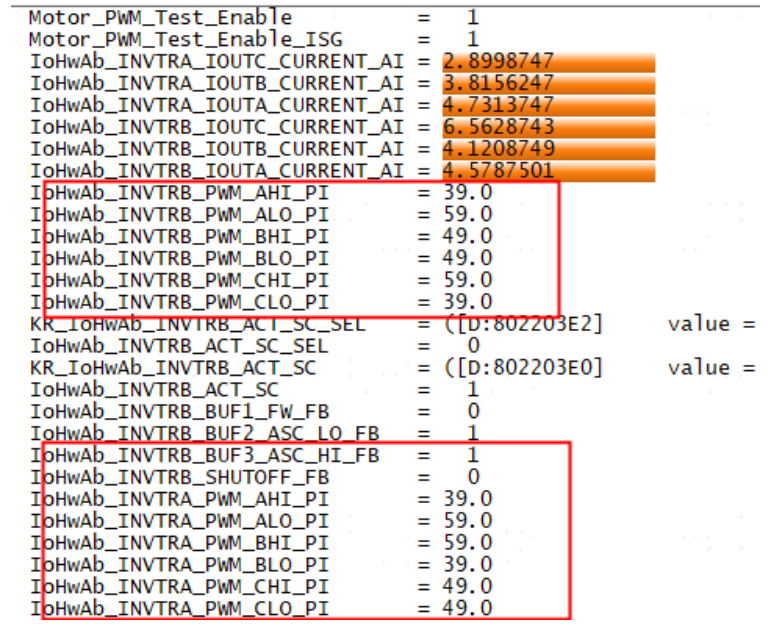 Motor_PWM_Test_Enable = 1
Motor_PWM_Test_Enable_ISG = 1
IoHwAb_INVTRA_IOUTC_CURRENT_AI = 2.8998747
IoHwAb_INVTRA_IOUTB_CURRENT_AI = 3.8156247
IoHwAb_INVTRA_IOUTA_CURRENT_AI = 4.7313747
IoHwAb_INVTRB_IOUTC_CURRENT_AI = 6.5628743
IoHwAb_INVTRB_IOUTB_CURRENT_AI = 4.1208749
IoHwAb_INVTRB_IOUTA_CURRENT_AI = 4.5787501
IoHwAb_INVTRB_PWM_AHI_PI = 39.0
IoHwAb_INVTRB_PWM_ALO_PI = 59.0
IoHwAb_INVTRB_PWM_BHI_PI = 49.0
IoHwAb_INVTRB_PWM_BLO_PI = 49.0
IoHwAb_INVTRB_PWM_CHI_PI = 59.0
IoHwAb_INVTRB_PWM_CLO_PI = 39.0
KR_IoHwAb_INVTRB_ACT_SC_SEL = ([D:802203E2] value =
IoHwAb_INVTRB_ACT_SC_SEL = 0
KR_IoHwAb_INVTRB_ACT_SC = ([D:802203E0] value =
IoHwAb_INVTRB_ACT_SC = 1
IoHwAb_INVTRB_BUF1_FW_FB = 0
IoHwAb_INVTRB_BUF2_ASC_LO_FB = 1
IoHwAb_INVTRB_BUF3_ASC_HI_FB = 1
IoHwAb_INVTRB_SHUTOFF_FB = 0
IoHwAb_INVTRA_PWM_AHI_PI = 39.0
IoHwAb_INVTRA_PWM_ALO_PI = 59.0
IoHwAb_INVTRA_PWM_BHI_PI = 59.0
IoHwAb_INVTRA_PWM_BLO_PI = 39.0
IoHwAb_INVTRA_PWM_CHI_PI = 49.0
IoHwAb_INVTRA_PWM_CLO_PI = 49.0